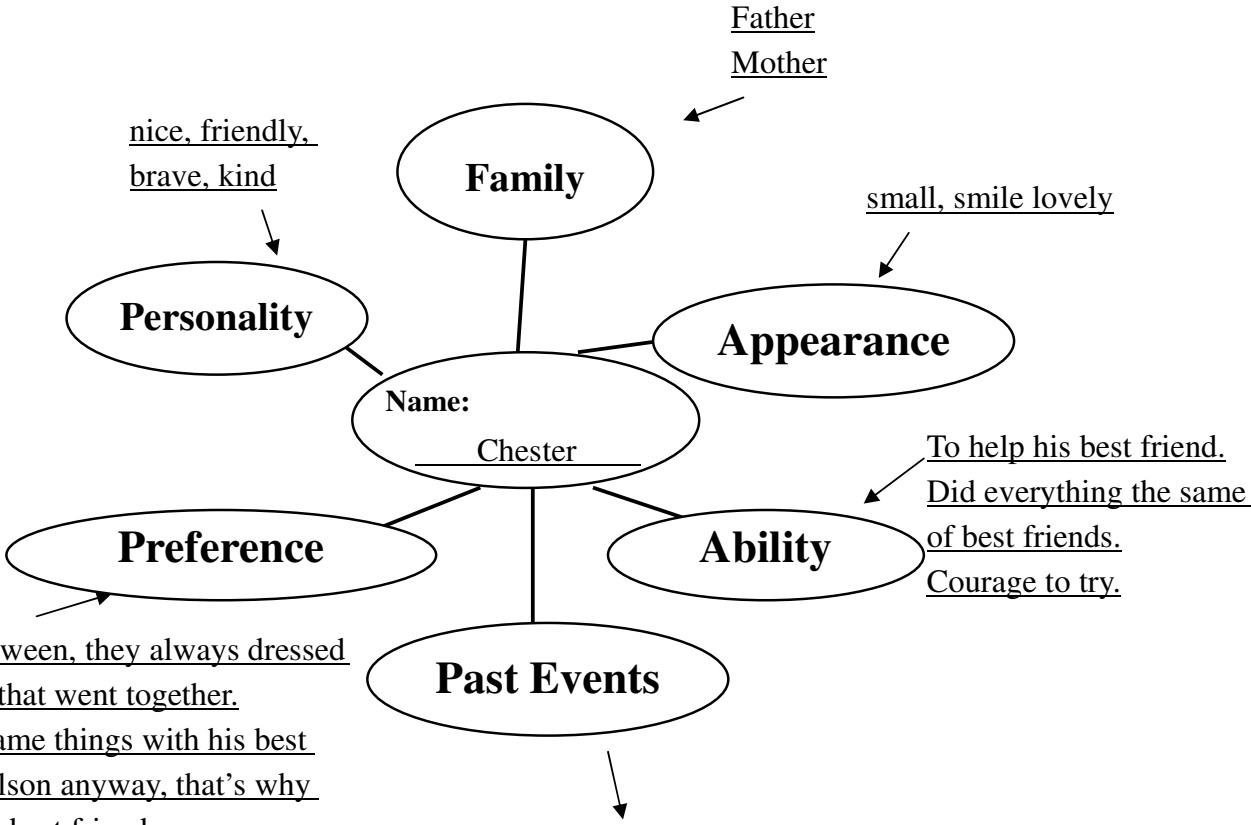 Father
Mother
nice, friendly,
brave, kind
Family
small, smile lovely
Personality
Appearance
Name:
Chester
To help his best friend.
Did everything the same
of best friends.
Courage to try.
Preference
Ability
ween, they always dressed
that went together.
ame things with his best
lson anyway, that's why
Past Events